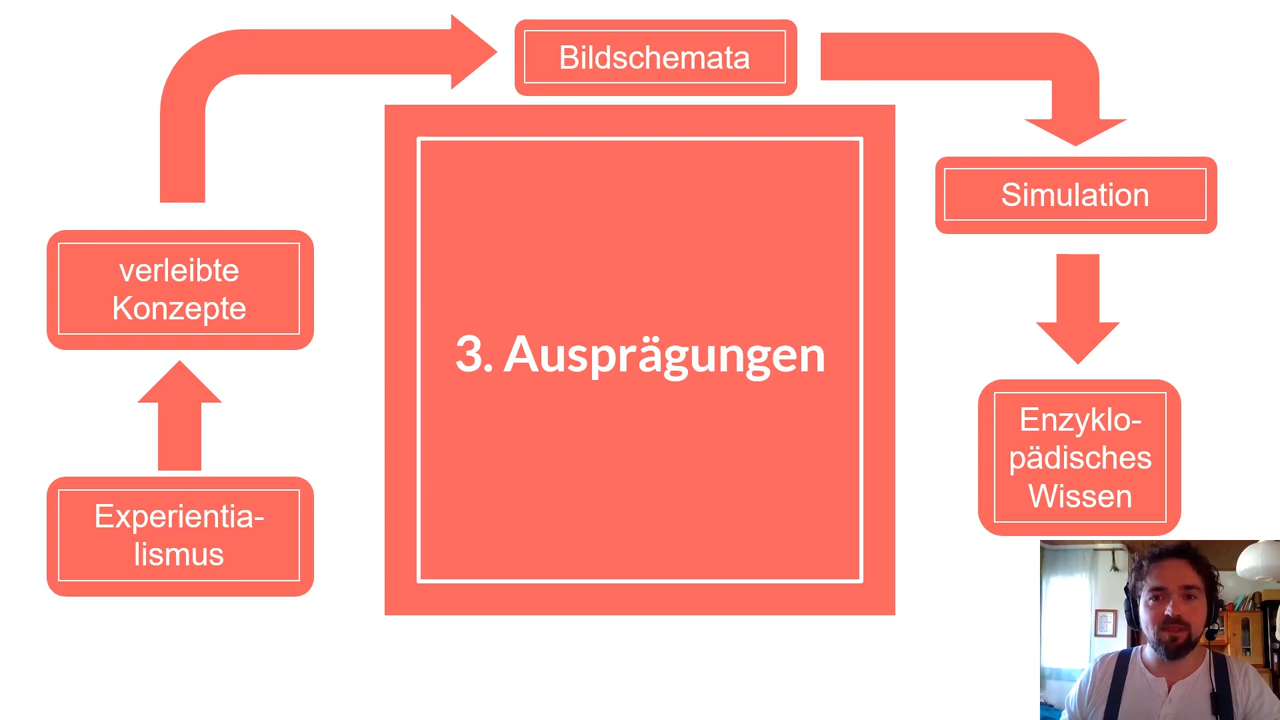 Bildschemata
Simulation
verleibte
Konzepte
3. Ausprägungen
Enzyklo-
pädisches
Wissen
Experientia-
lismus